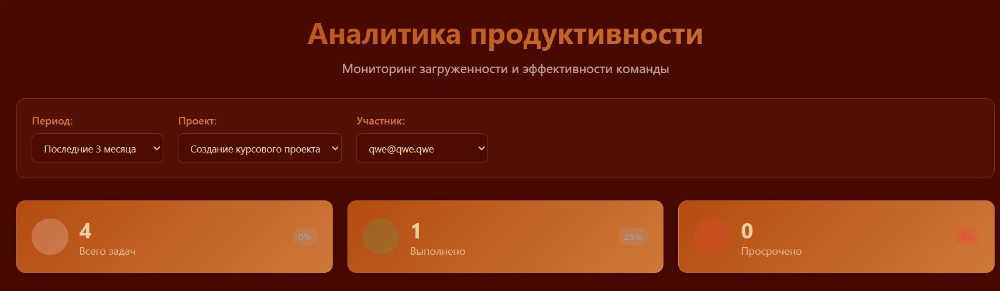 Аналитика продуктивности
Мониторинг загруженности и эффективности команды
Период:
Проект:
Участник:
Последние 3 месяца
Создание курсового проекта
qwe@qwe.qwe
4
Всего задач
0%
1
Выполнено
25%
0
Просрочено
0%